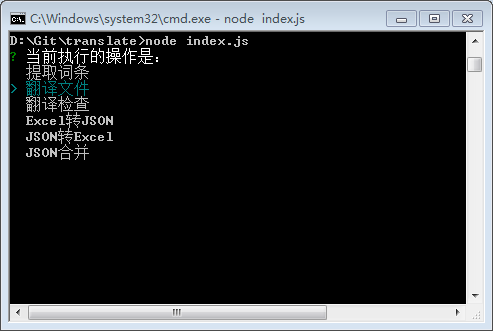 C:\Windows\system32\cmd.exe - node  index.js
D:\Git\translate>node index.js
? 当前执行的操作是:
提取词条
> 翻译文件
翻译检查
Excel转JSON
JSON转Excel
JSON合并